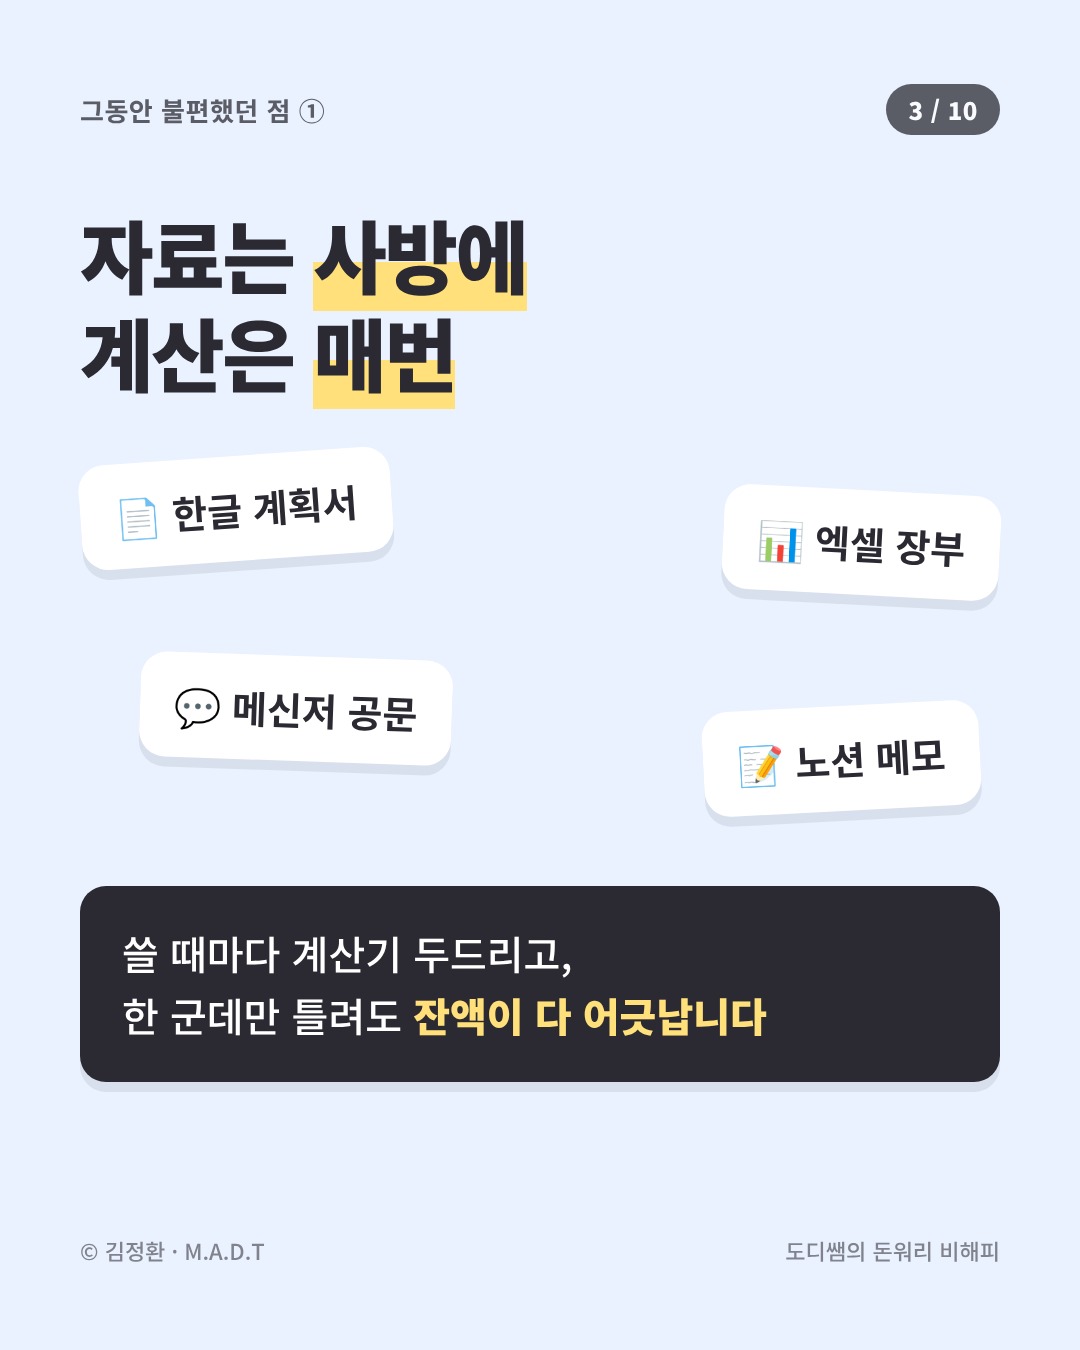 그동안 불편했던 점 ①
3 / 10
자료는 사방에
계산은 매번
📄 한글 계획서
📊 엑셀 장부
💬 메신저 공문
📝 노션 메모
쓸 때마다 계산기 두드리고,
한 군데만 틀려도 잔액이 다 어긋납니다
© 김정환 · M.A.D.T
도디쌤의 돈워리 비해피